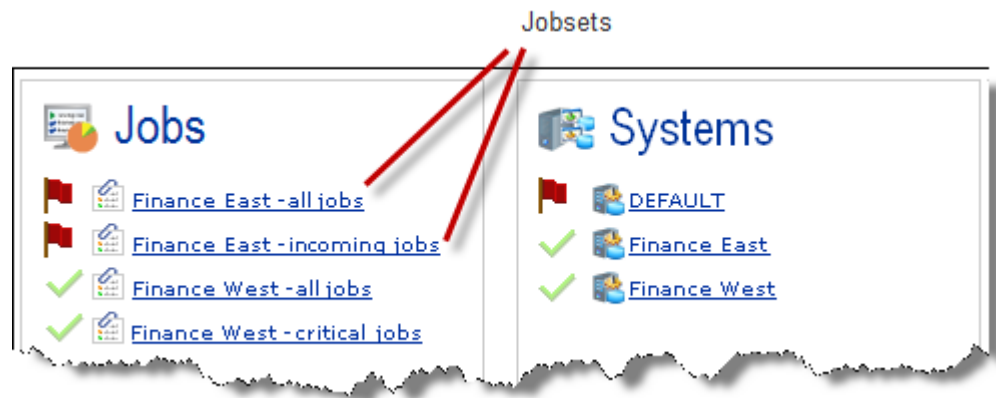 Jobsets
Jobs
Finance East -all jobs
Finance East -incoming jobs
Finance West -all jobs
Finance West -critical jobs
Systems
DEFAULT
Finance East
Finance West